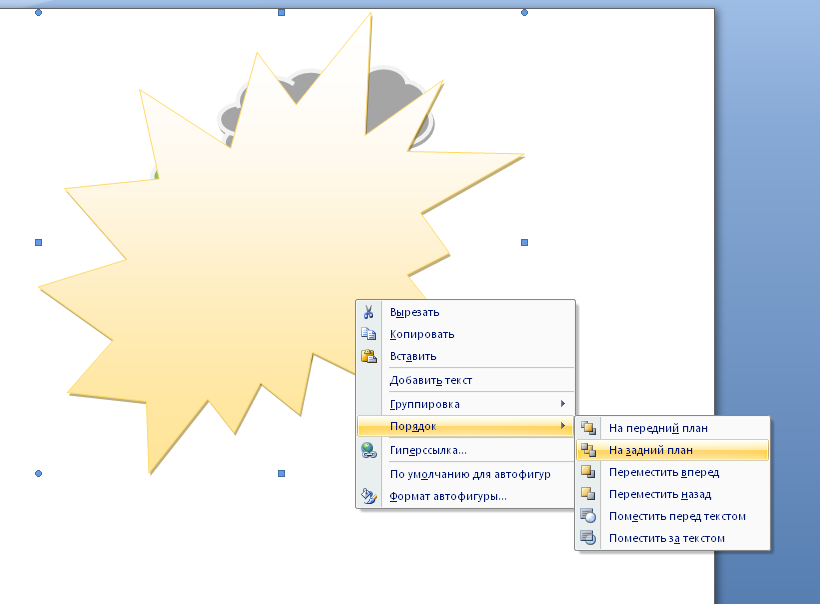 Вырезать
Копировать
Вставить
Добавить текст
Группировка
Порядок
Гиперссылка...
По умолчанию для автофигур
Формат автофигуры...
На передний план
На задний план
Переместить вперед
Переместить назад
Поместить перед текстом
Поместить за текстом